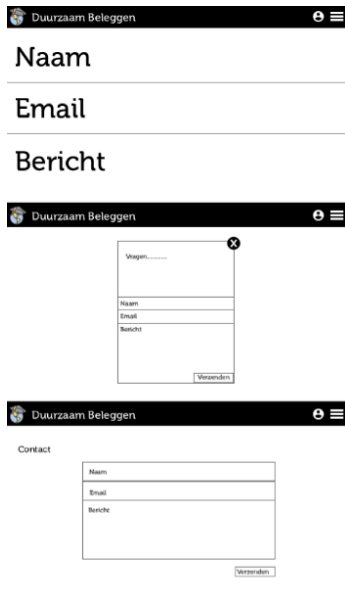 Duurzaam Beleggen
Naam
Email
Bericht
Duurzaam Beleggen
X
Vragen...........
Naam
Email
Bericht
Verzenden
Duurzaam Beleggen
Contact
Naam
Email
Bericht
Verzenden